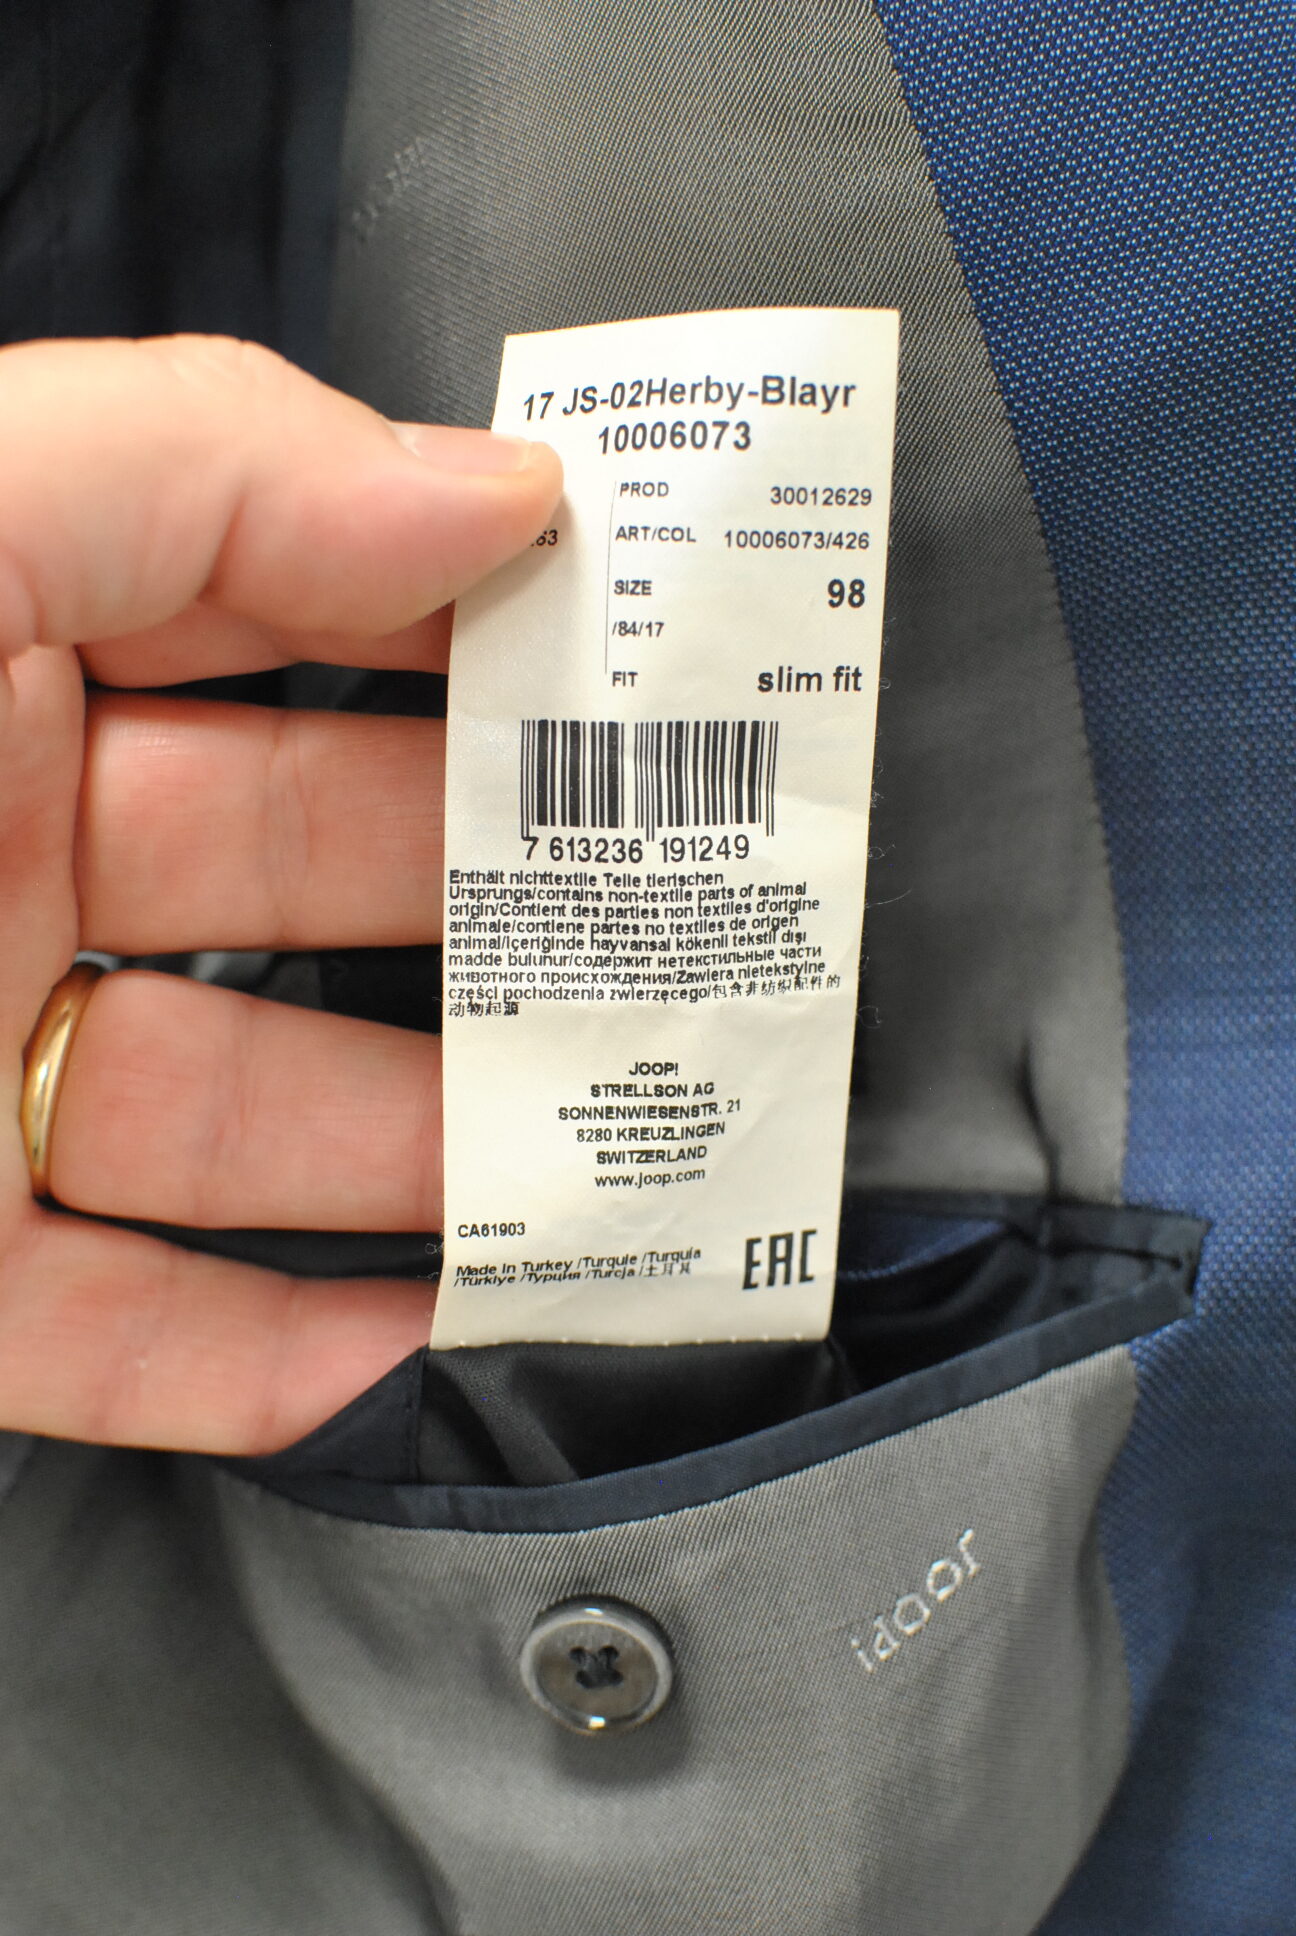 17 JS-02Herby-Blayr
10006073
PROD 30012629
63
ART/COL 10006073/426
SIZE 98
/84/17
FIT slim fit
7 613236 191249
Enthält nichttextile Teile tierischen
Ursprungs/contains non-textile parts of animal
origin/Contient des parties non textiles d'origine
animale/contiene partes no textiles de origen
animal/İçeriğinde hayvansal kökenli tekstil dışı
madde bulunur/содержит нетекстильные части
животного происхождения/Zawiera nietekstylne
części pochodzenia zwierzęcego/包含非纺织配件的
动物起源
JOOP!
STRELLSON AG
SONNENWIESENSTR. 21
8280 KREUZLINGEN
SWITZERLAND
www.joop.com
CA61903
Made in Turkey /Turquie /Turquía
/Türkiye /Турция /Turcja /土耳其
EAC
JOOP!
JOOP!